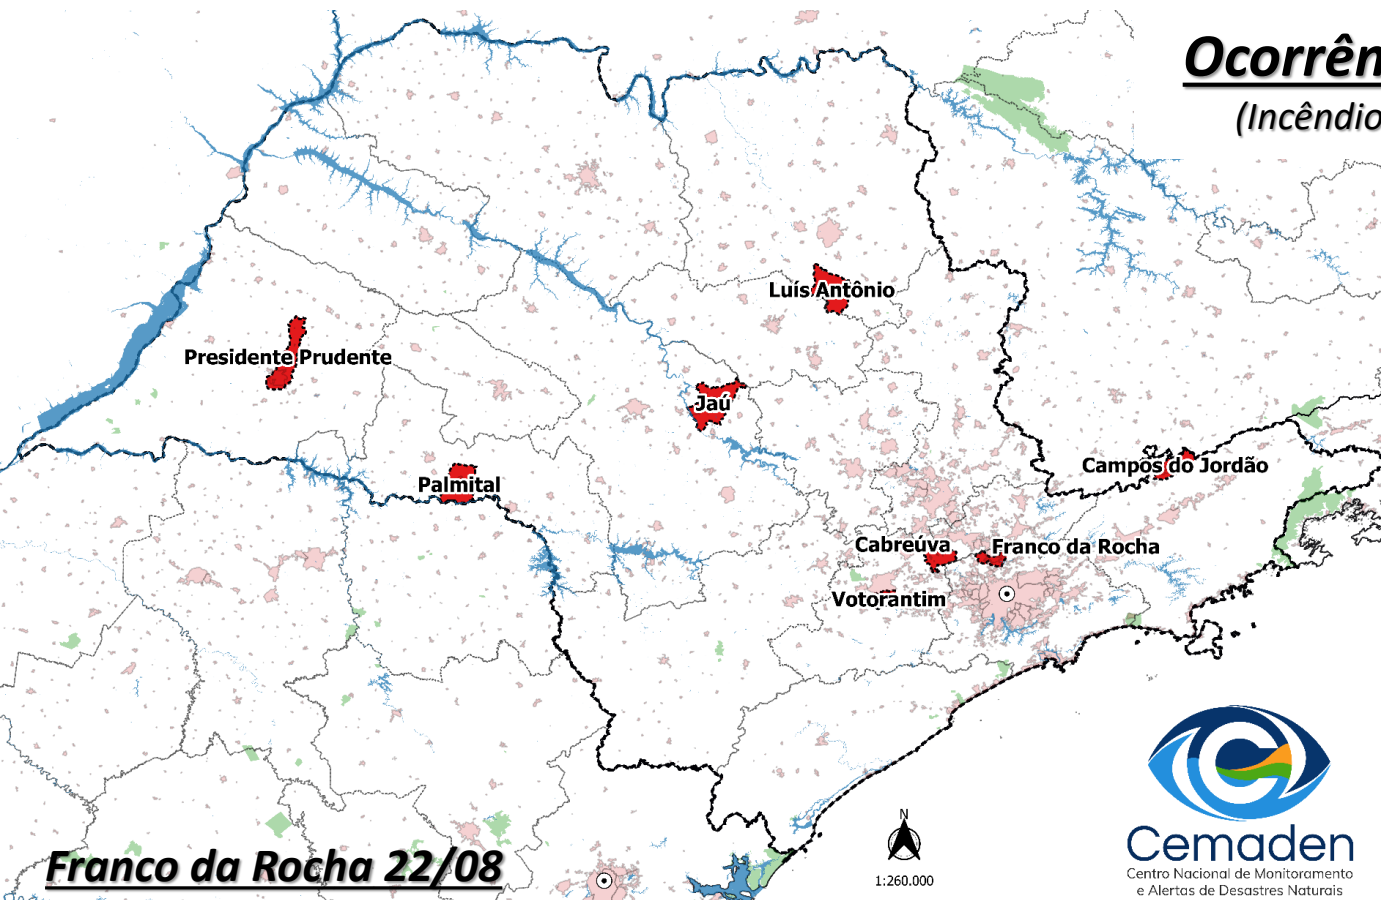 Ocorrên
(Incêndio
Luís Antônio
Presidente Prudente
Jaú
Campos do Jordão
Palmital
Cabreúva
Franco da Rocha
Votorantim
N
1:260.000
Franco da Rocha 22/08
Cemaden
Centro Nacional de Monitoramento
e Alertas de Desastres Naturais